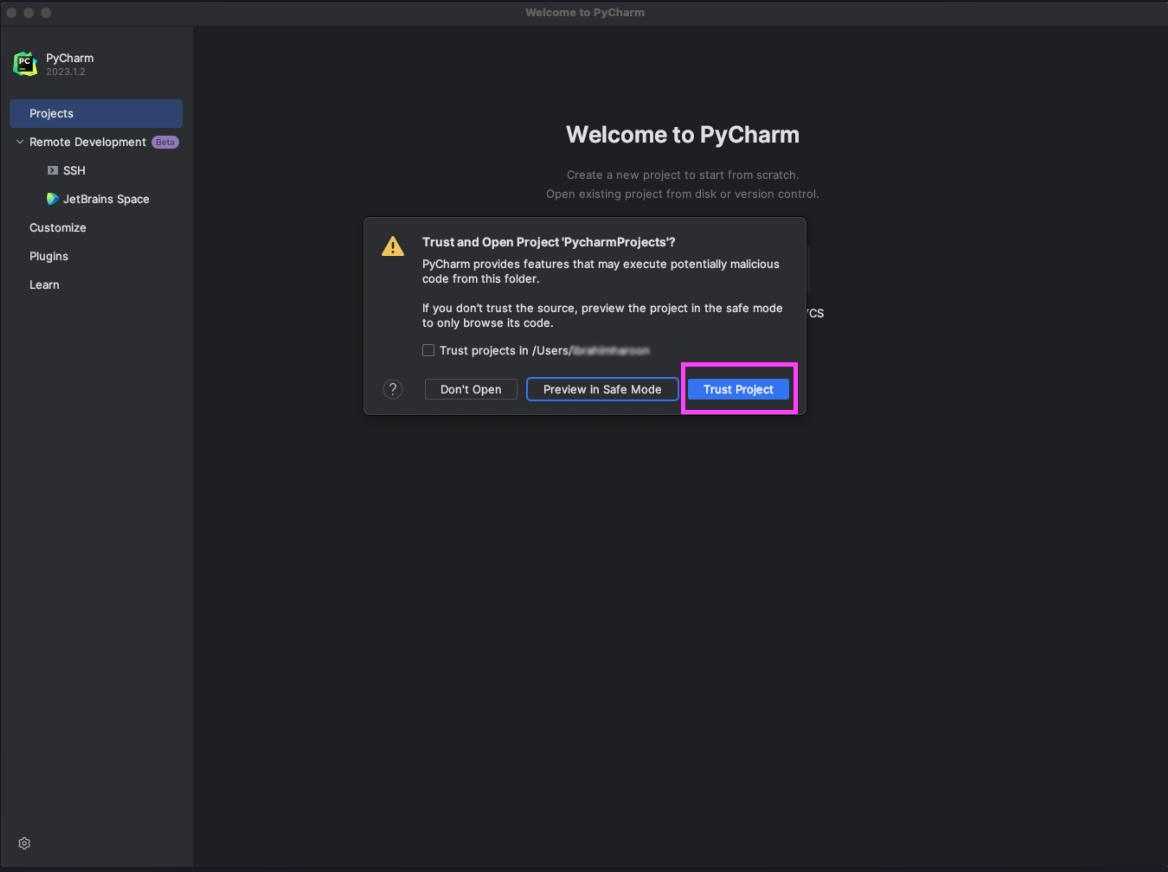 Welcome to PyCharm
PyCharm
2023.1.2
Projects
Remote Development Beta
SSH
JetBrains Space
Customize
Plugins
Learn
Welcome to PyCharm
Create a new project to start from scratch.
Open existing project from disk or version control.
Trust and Open Project 'PycharmProjects'?
PyCharm provides features that may execute potentially malicious
code from this folder.
If you don't trust the source, preview the project in the safe mode
to only browse its code.
Trust projects in /Users/
/CS
? Don't Open Preview in Safe Mode Trust Project